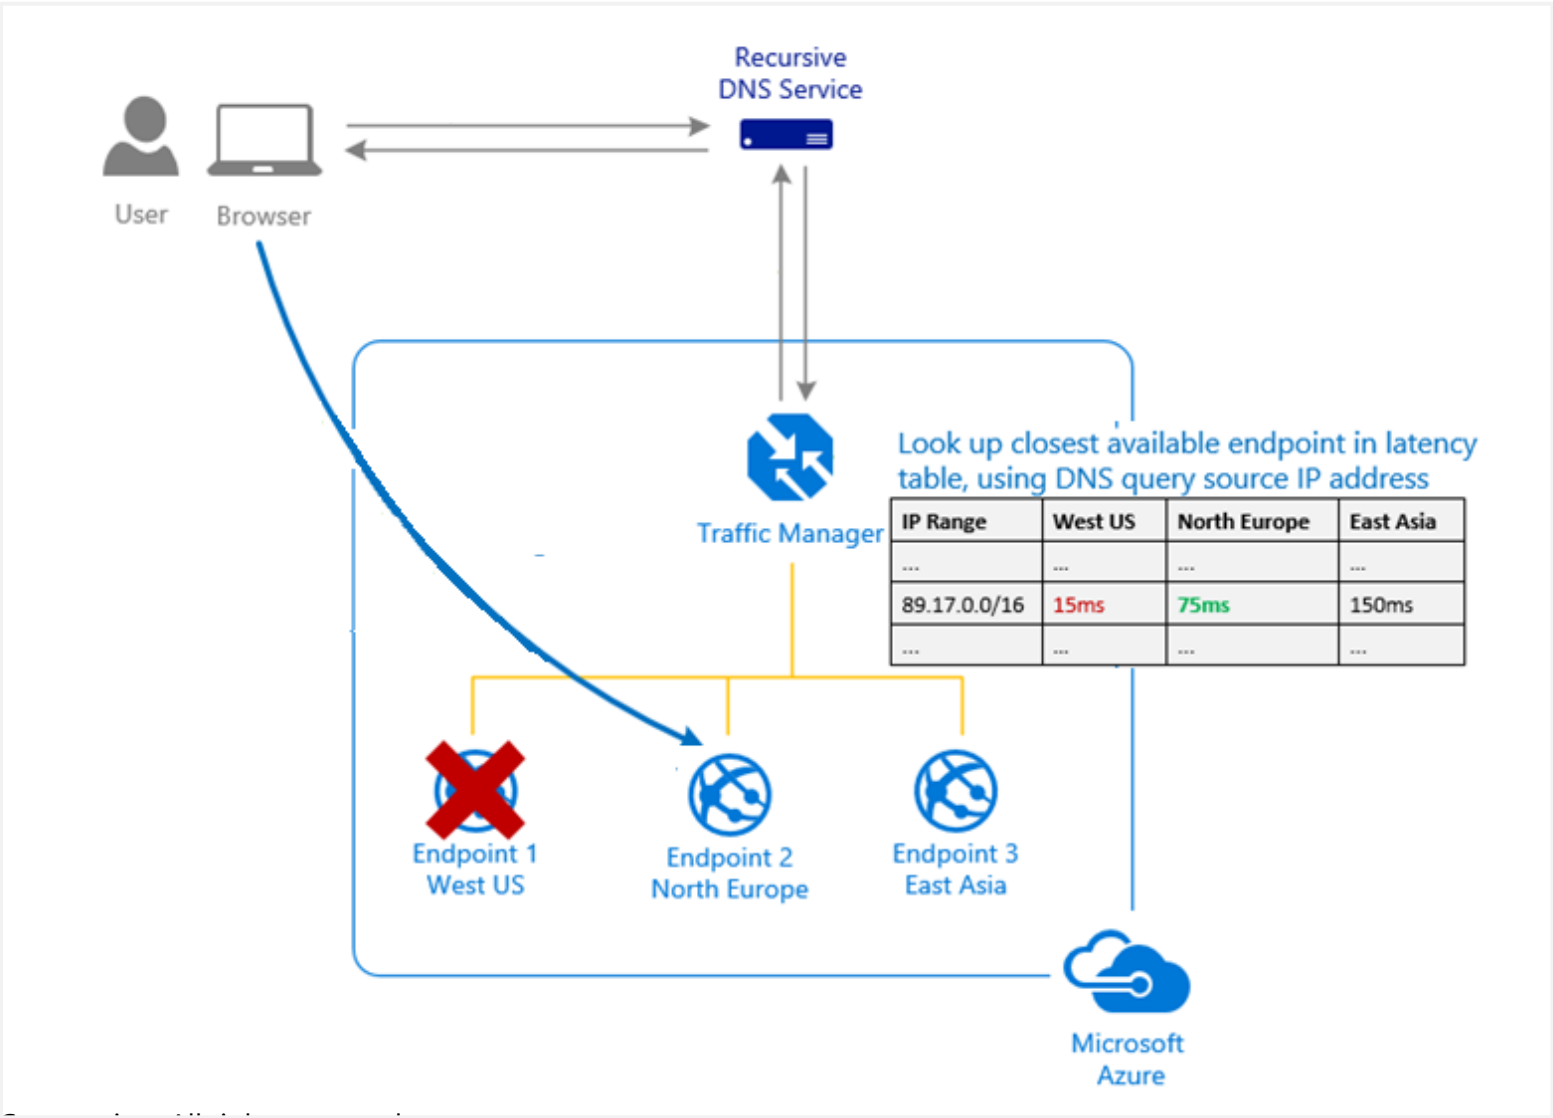 Recursive
DNS Service
User
Browser
Look up closest available endpoint in latency
table, using DNS query source IP address
Traffic Manager
IP Range West US North Europe East Asia
... ... ... ...
89.17.0.0/16 15ms 75ms 150ms
... ... ... ...
Endpoint 1
West US
Endpoint 2
North Europe
Endpoint 3
East Asia
Microsoft
Azure